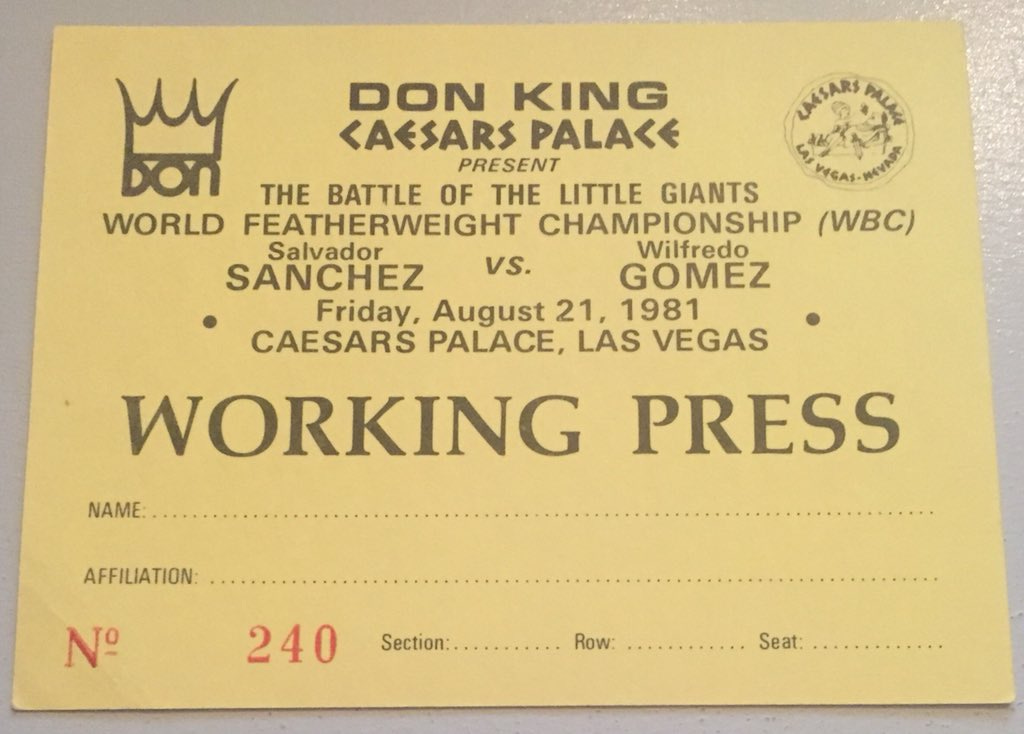 DON
DON KING
CAESARS PALACE
PRESENT
CAESARS PALACE
LAS VEGAS - NEVADA
THE BATTLE OF THE LITTLE GIANTS
WORLD FEATHERWEIGHT CHAMPIONSHIP (WBC)
Salvador
SANCHEZ
VS.
Wilfredo
GOMEZ
• Friday, August 21, 1981 •
CAESARS PALACE, LAS VEGAS
WORKING PRESS
NAME:
AFFILIATION:
Nº 240 Section: Row: Seat: